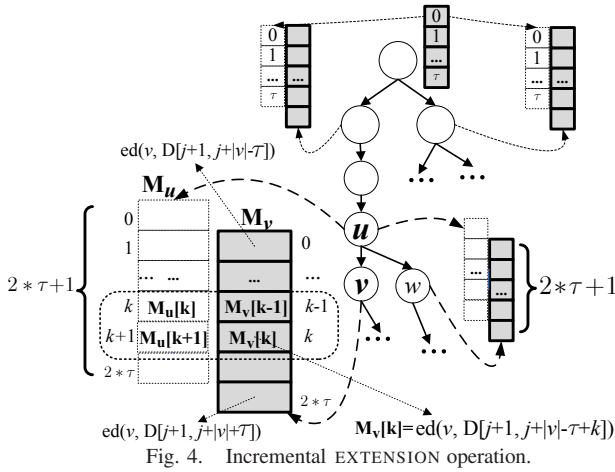 0
0
0
1
1
1
...
...
...
τ
τ
τ
ed(v, D[j+1, j+|v|-τ])
... ...
M_u
M_v
u
0
0
1
2 * τ+1
... ...
...
...
v
w
...
...
2 * τ+1
k
M_u[k]
M_v[k-1]
k-1
k+1
M_u[k+1]
M_v[k]
k
...
...
2 * τ
2 * τ
ed(v, D[j+1, j+|v|+τ])
M_v[k]=ed(v, D[j+1, j+|v|-τ+k])
Fig. 4. Incremental EXTENSION operation.